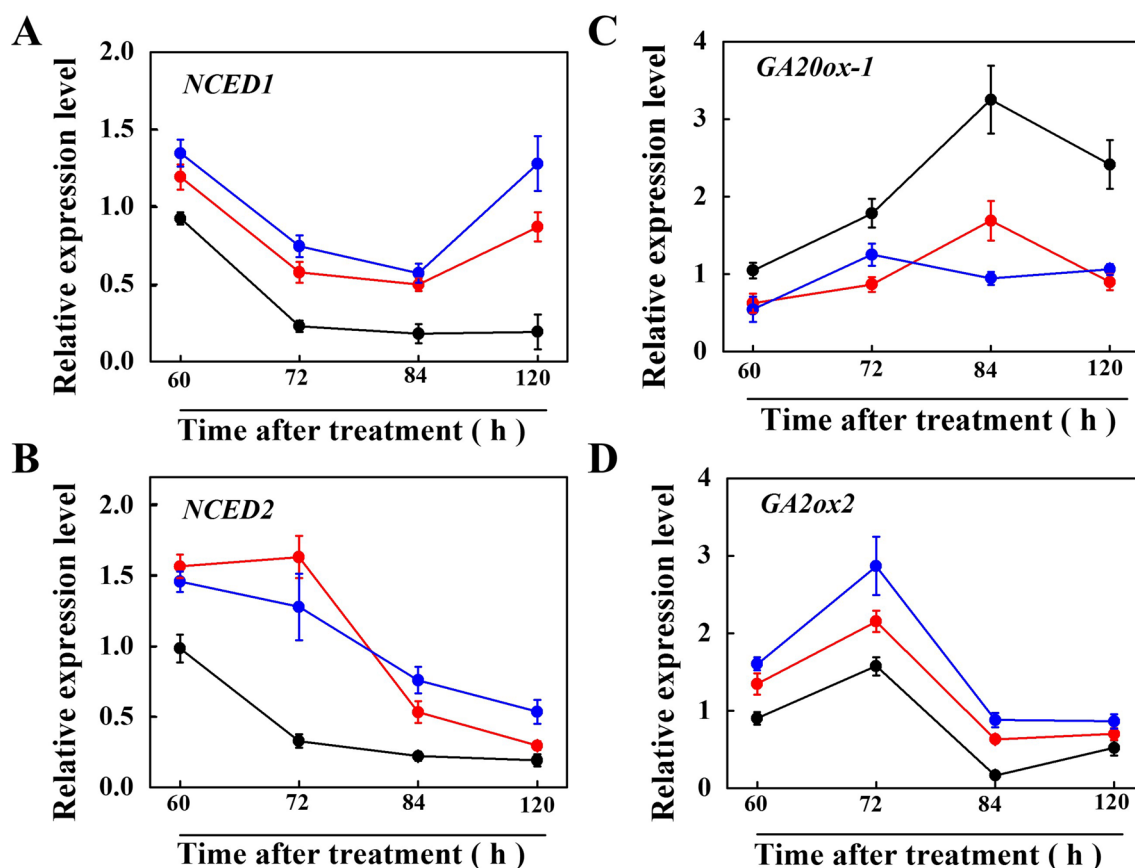 A
NCED1
Relative expression level
2.0
1.5
1.0
0.5
0.0
60 72 84 120
Time after treatment ( h )
B
NCED2
Relative expression level
2.0
1.5
1.0
0.5
0.0
60 72 84 120
Time after treatment ( h )
C
GA20ox-1
Relative expression level
4
3
2
1
0
60 72 84 120
Time after treatment ( h )
D
GA2ox2
Relative expression level
4
3
2
1
0
60 72 84 120
Time after treatment ( h )